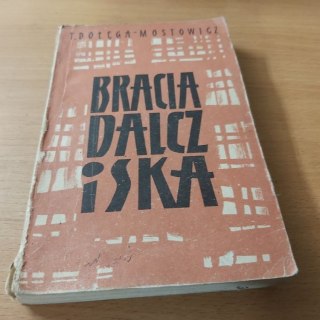 T. DOŁĘGA-MOSTOWICZ
BRACIA
DALCZ
i SKA